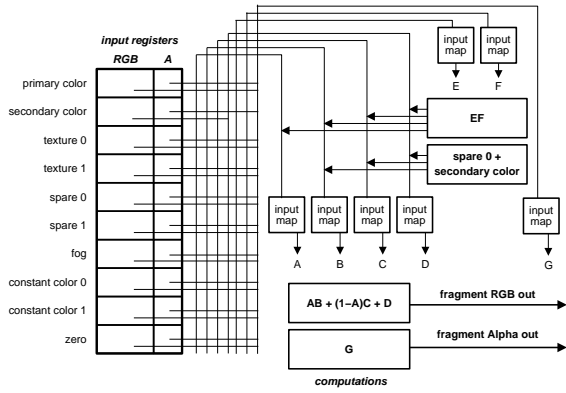 input registers
RGB A
primary color
secondary color
texture 0
texture 1
spare 0
spare 1
fog
constant color 0
constant color 1
zero
input
map
input
map
E
F
EF
spare 0 +
secondary color
input
map
input
map
input
map
input
map
input
map
A
B
C
D
G
AB + (1–A)C + D
fragment RGB out
G
fragment Alpha out
computations